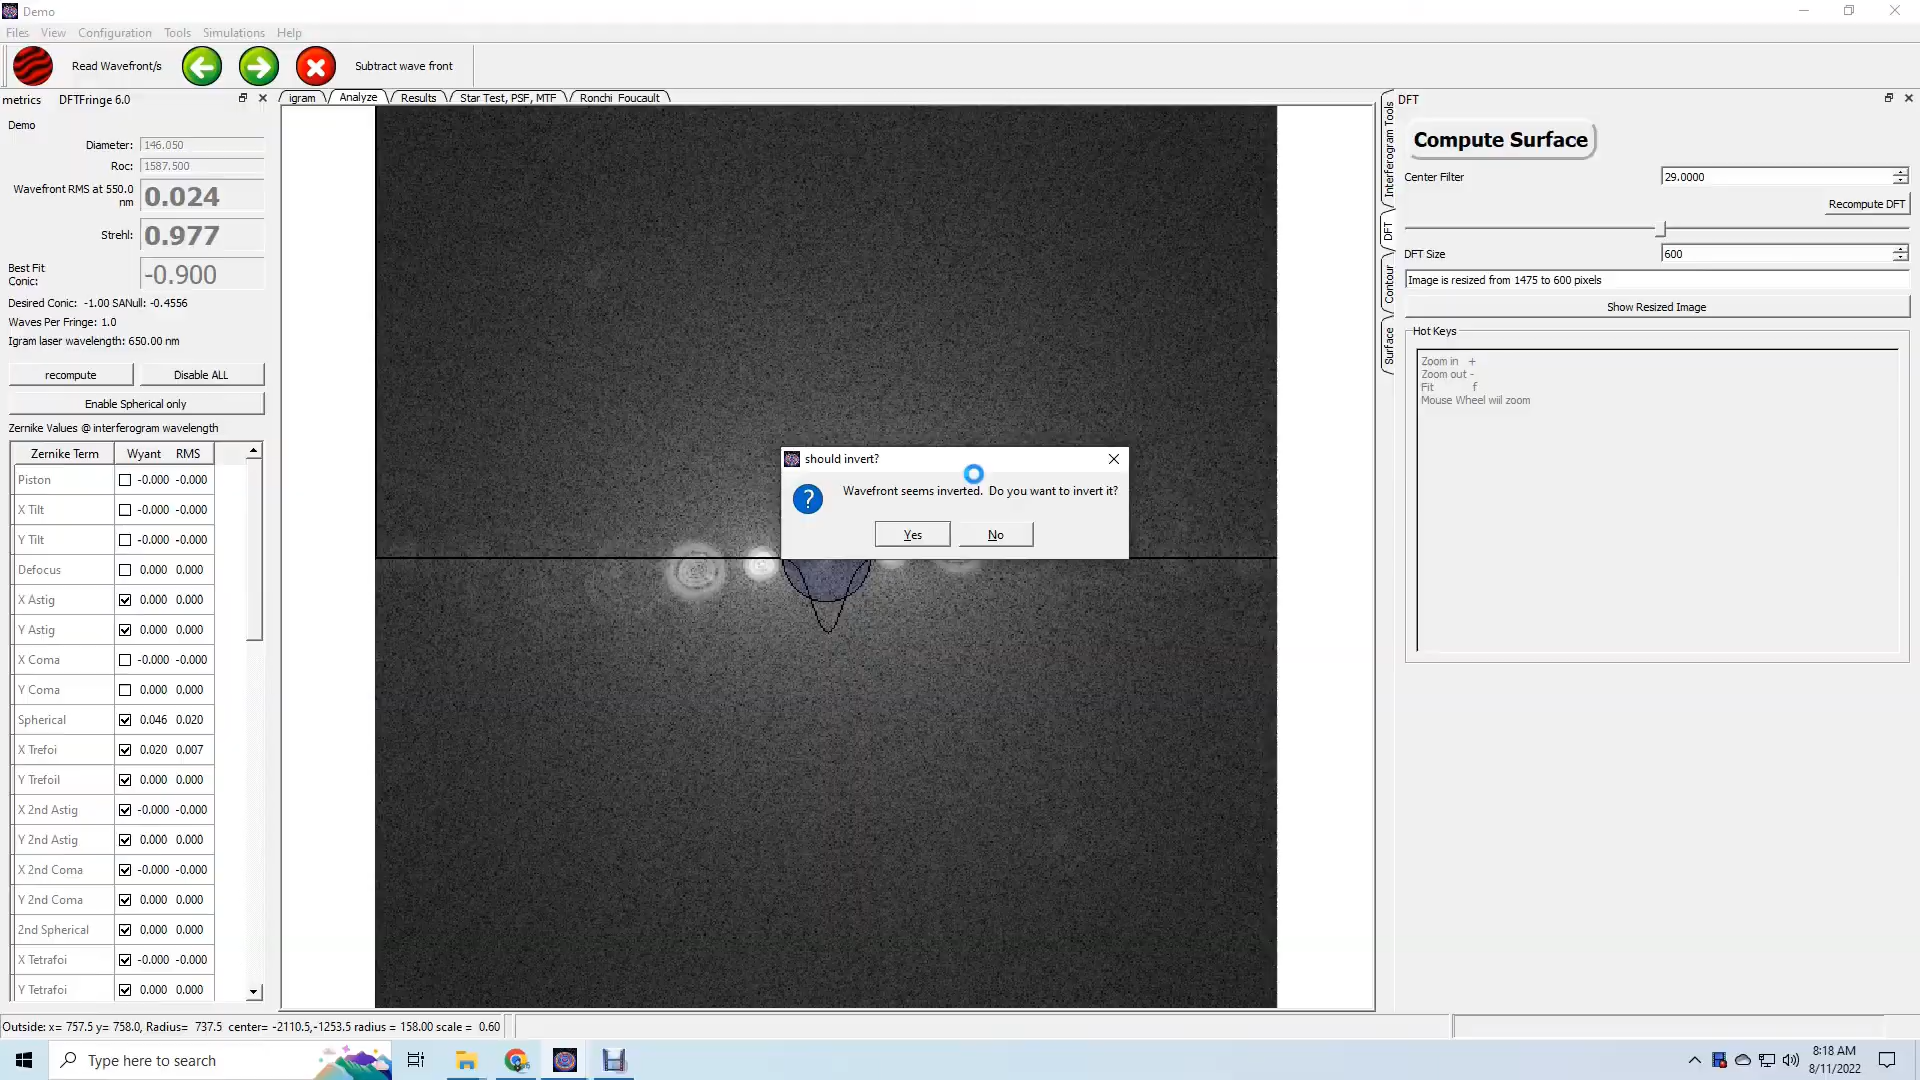 Demo
Files View Configuration Tools Simulations Help
Read Wavefront/s
Subtract wave front
metrics DFTFringe 6.0
igram Analyze Results Star Test, PSF, MTF Ronchi Foucault
Demo
Diameter: 146.050
Roc: 1587.500
Wavefront RMS at 550.0
nm 0.024
Strehl: 0.977
Best Fit
Conic: -0.900
Desired Conic: -1.00 SANull: -0.4556
Waves Per Fringe: 1.0
Igram laser wavelength: 650.00 nm
recompute Disable ALL
Enable Spherical only
Zernike Values @ interferogram wavelength
Zernike Term Wyant RMS
Piston -0.000 -0.000
X Tilt -0.000 -0.000
Y Tilt -0.000 -0.000
Defocus 0.000 0.000
X Astig 0.000 0.000
Y Astig 0.000 0.000
X Coma -0.000 -0.000
Y Coma 0.000 0.000
Spherical 0.046 0.020
X Trefoi 0.020 0.007
Y Trefoil 0.000 0.000
X 2nd Astig -0.000 -0.000
Y 2nd Astig 0.000 0.000
X 2nd Coma -0.000 -0.000
Y 2nd Coma 0.000 0.000
2nd Spherical 0.000 0.000
X Tetrafoi -0.000 -0.000
Y Tetrafoi 0.000 0.000
should invert?
Wavefront seems inverted. Do you want to invert it?
Yes No
Interferogram Tools
DFT
Contour
Surface
DFT
Compute Surface
Center Filter 29.0000
Recompute DFT
DFT Size 600
Image is resized from 1475 to 600 pixels
Show Resized Image
Hot Keys
Zoom in +
Zoom out -
Fit f
Mouse Wheel wiil zoom
Outside: x= 757.5 y= 758.0, Radius= 737.5 center= -2110.5,-1253.5 radius = 158.00 scale = 0.60
Type here to search
8:18 AM
8/11/2022